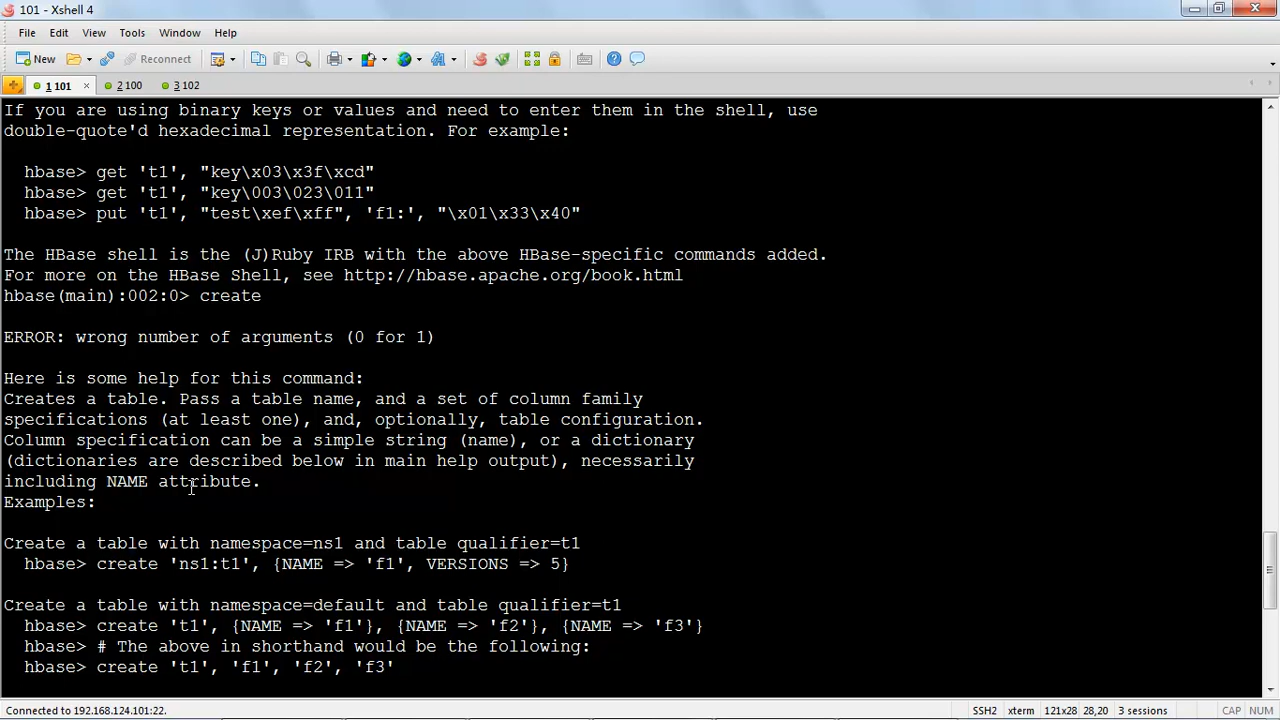 101 - Xshell 4
File Edit View Tools Window Help
New Reconnect
1 101 2 100 3 102
If you are using binary keys or values and need to enter them in the shell, use
double-quote'd hexadecimal representation. For example:
hbase> get 't1', "key\x03\x3f\xcd"
hbase> get 't1', "key\003\023\011"
hbase> put 't1', "test\xef\xff", 'f1:', "\x01\x33\x40"
The HBase shell is the (J)Ruby IRB with the above HBase-specific commands added.
For more on the HBase Shell, see http://hbase.apache.org/book.html
hbase(main):002:0> create
ERROR: wrong number of arguments (0 for 1)
Here is some help for this command:
Creates a table. Pass a table name, and a set of column family
specifications (at least one), and, optionally, table configuration.
Column specification can be a simple string (name), or a dictionary
(dictionaries are described below in main help output), necessarily
including NAME attribute.
Examples:
Create a table with namespace=ns1 and table qualifier=t1
hbase> create 'ns1:t1', {NAME => 'f1', VERSIONS => 5}
Create a table with namespace=default and table qualifier=t1
hbase> create 't1', {NAME => 'f1'}, {NAME => 'f2'}, {NAME => 'f3'}
hbase> # The above in shorthand would be the following:
hbase> create 't1', 'f1', 'f2', 'f3'
Connected to 192.168.124.101:22. SSH2 xterm 121x28 28,20 3 sessions CAP NUM